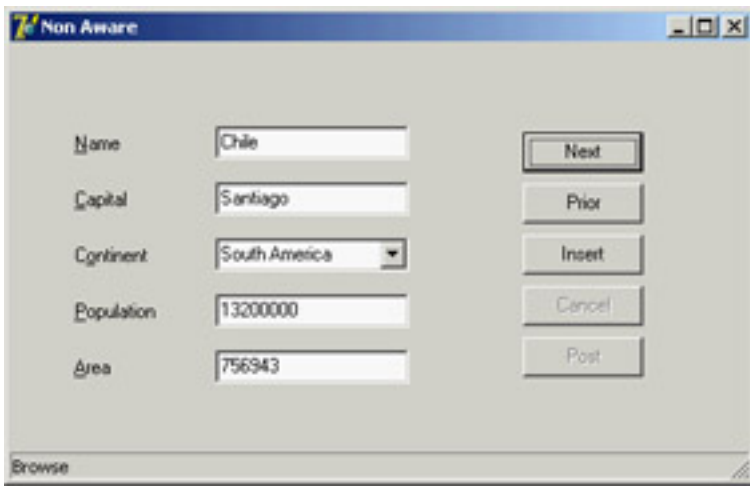 Non Aware
Name Chile Next
Capital Santiago Prior
Continent South America Insert
Population 13200000 Cancel
Area 756943 Post
Browse